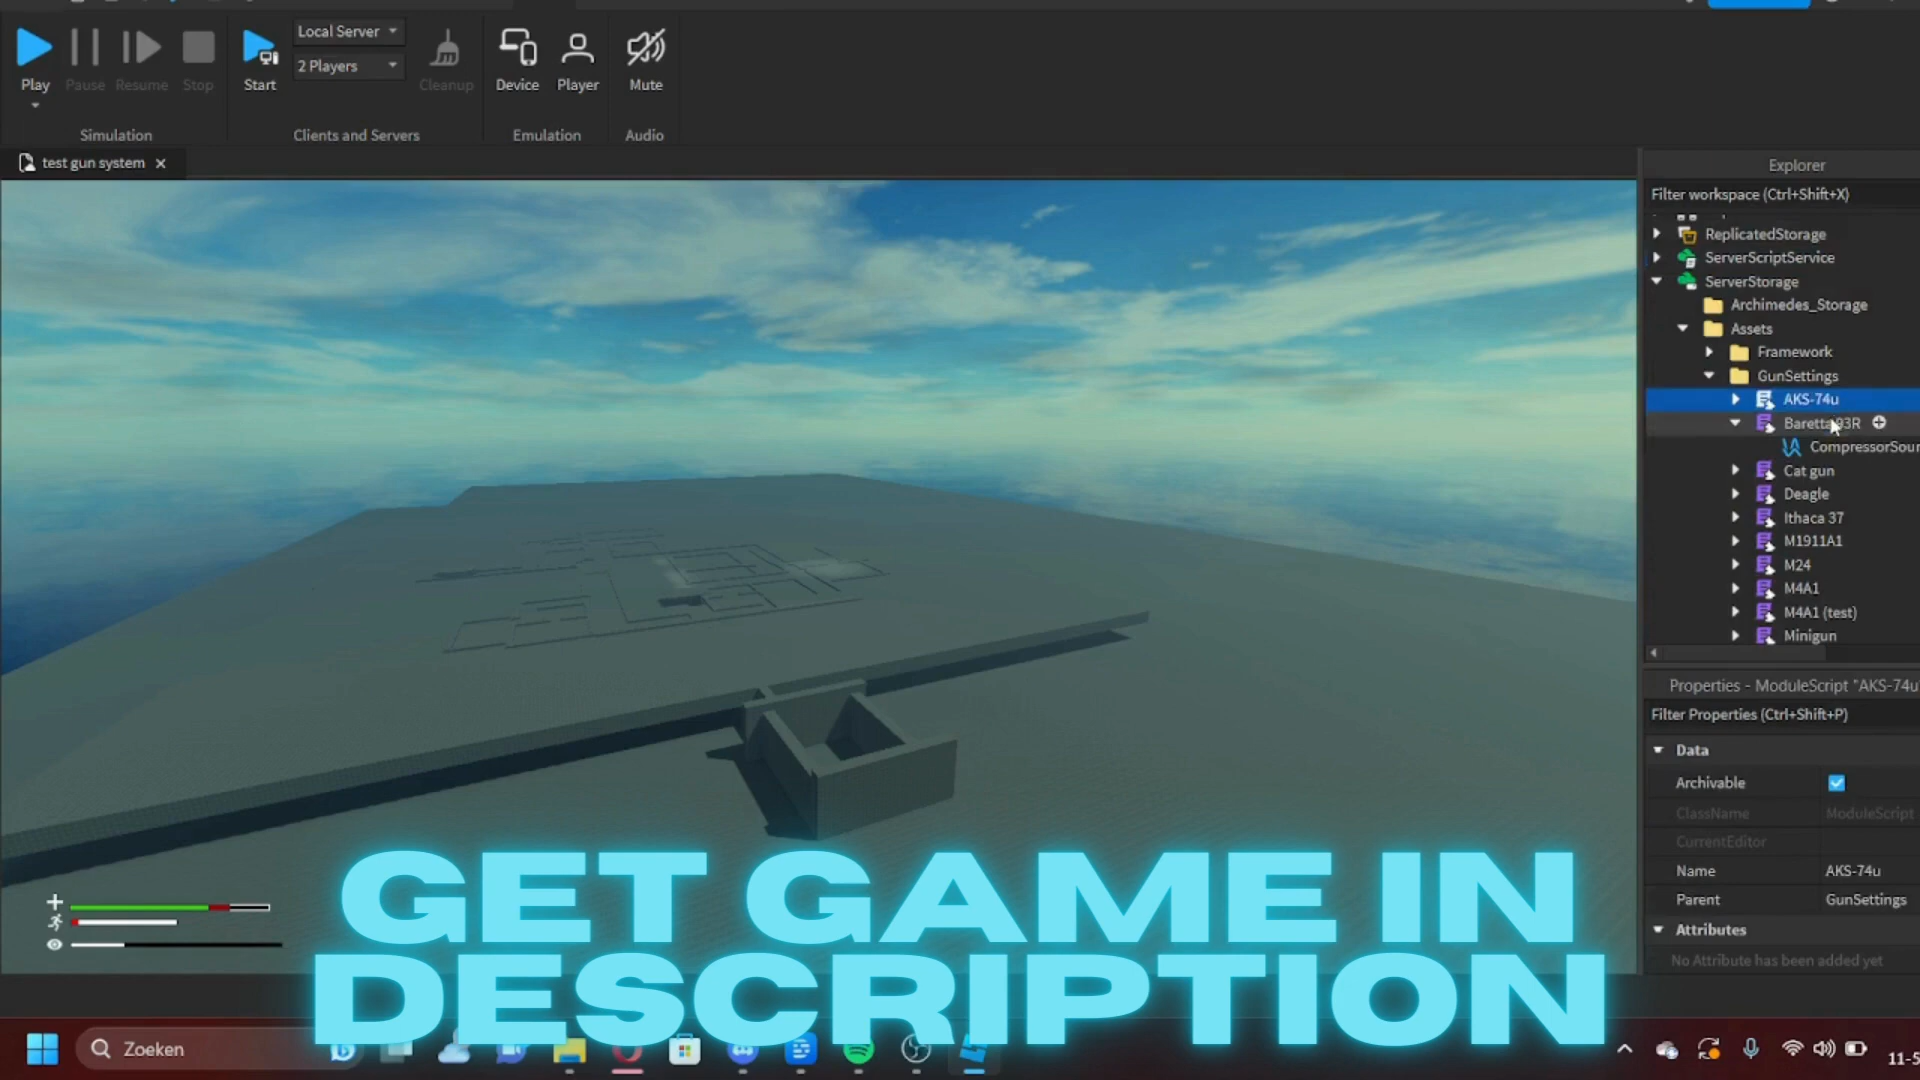 Play
Pause
Resume
Stop
Start
Local Server
2 Players
Cleanup
Device
Player
Mute
Simulation
Clients and Servers
Emulation
Audio
test gun system
Explorer
Filter workspace (Ctrl+Shift+X)
ReplicatedStorage
ServerScriptService
ServerStorage
Archimedes_Storage
Assets
Framework
GunSettings
AKS-74u
Baretta 93R
CompressorSour
Cat gun
Deagle
Ithaca 37
M1911A1
M24
M4A1
M4A1 (test)
Minigun
Properties - ModuleScript "AKS-74u"
Filter Properties (Ctrl+Shift+P)
Data
Archivable
ClassName ModuleScript
CurrentEditor
Name AKS-74u
Parent GunSettings
Attributes
No Attribute has been added yet
GET GAME IN
DESCRIPTION
Zoeken
11-5